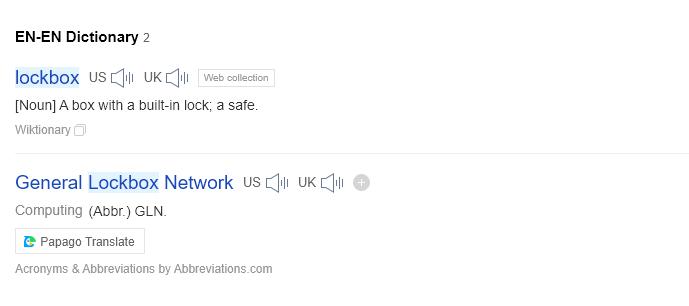 EN-EN Dictionary 2
lockbox US UK Web collection
[Noun] A box with a built-in lock; a safe.
Wiktionary
General Lockbox Network US UK
Computing (Abbr.) GLN.
Papago Translate
Acronyms & Abbreviations by Abbreviations.com